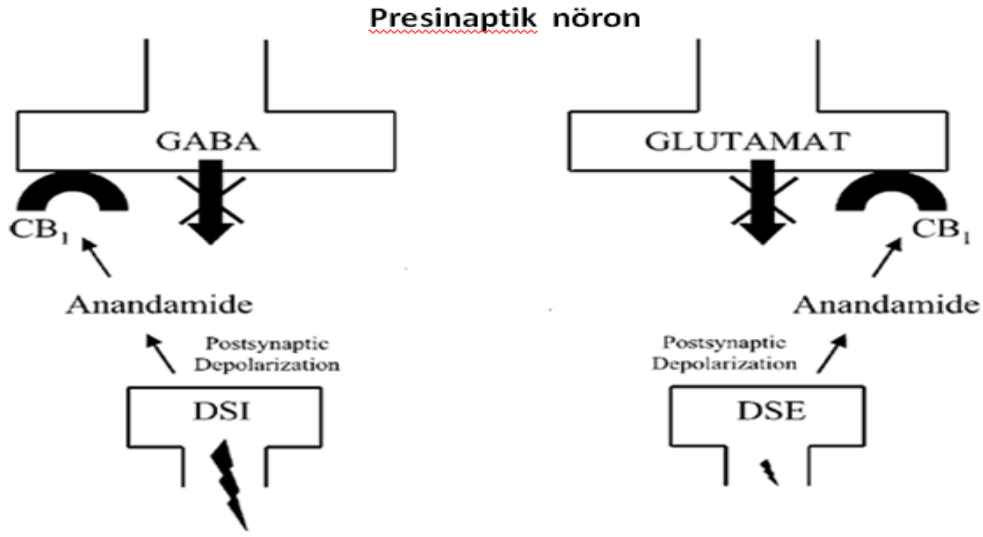 Presinaptik nöron
GABA
GLUTAMAT
CB1
CB1
Anandamide
Anandamide
Postsynaptic
Depolarization
Postsynaptic
Depolarization
DSI
DSE